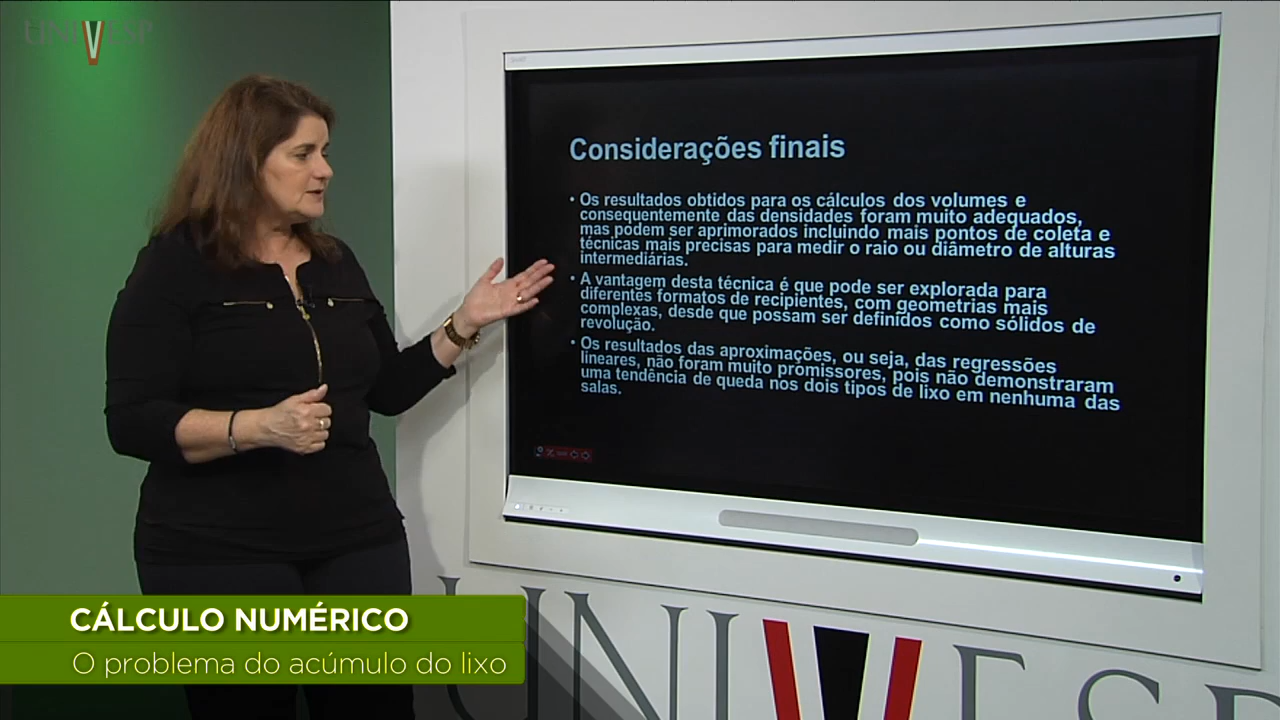 UNIVESP
Considerações finais
• Os resultados obtidos para os cálculos dos volumes e
consequentemente das densidades foram muito adequados,
mas podem ser aprimorados incluindo mais pontos de coleta e
técnicas mais precisas para medir o raio ou diâmetro de alturas
intermediárias.
• A vantagem desta técnica é que pode ser explorada para
diferentes formatos de recipientes, com geometrias mais
complexas, desde que possam ser definidos como sólidos de
revolução.
• Os resultados das aproximações, ou seja, das regressões
lineares, não foram muito promissores, pois não demonstraram
uma tendência de queda nos dois tipos de lixo em nenhuma das
salas.
CÁLCULO NUMÉRICO
O problema do acúmulo do lixo
UNIVESP